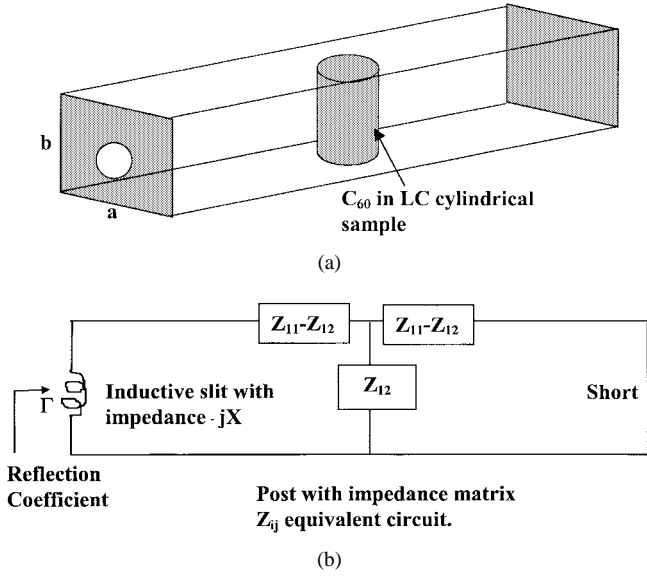 b
a
C60 in LC cylindrical
sample
(a)
Z11-Z12
Z11-Z12
Z12
Γ
Inductive slit with
impedance · jX
Short
Reflection
Coefficient
Post with impedance matrix
Zij equivalent circuit.
(b)